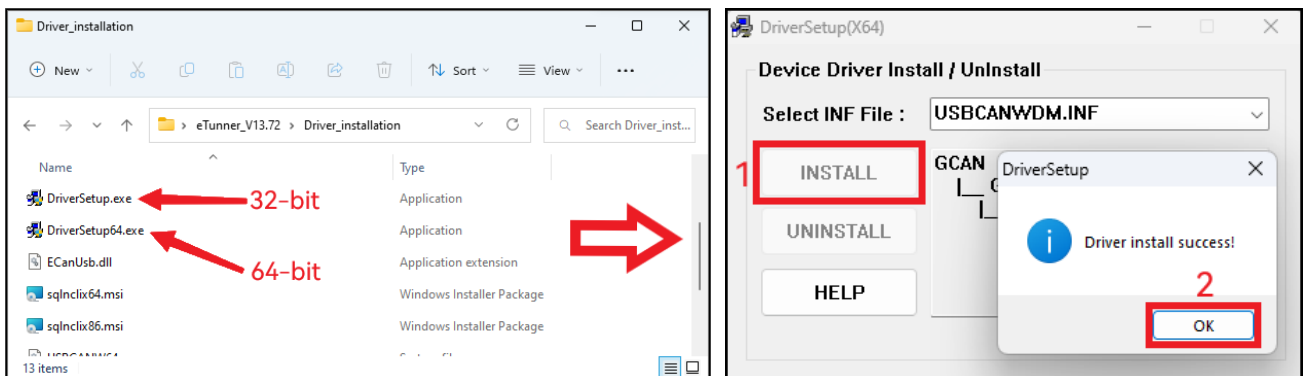 Driver_installation
New
Sort
View
eTunner_V13.72 > Driver_installation
Search Driver_inst...
Name
Type
DriverSetup.exe
32-bit
Application
DriverSetup64.exe
Application
ECanUsb.dll
64-bit
Application extension
sqlnclix64.msi
Windows Installer Package
sqlnclix86.msi
Windows Installer Package
13 items
DriverSetup(X64)
Device Driver Install / UnInstall
Select INF File :
USBCANWDM.INF
1
INSTALL
GCAN
UNINSTALL
HELP
DriverSetup
Driver install success!
2
OK